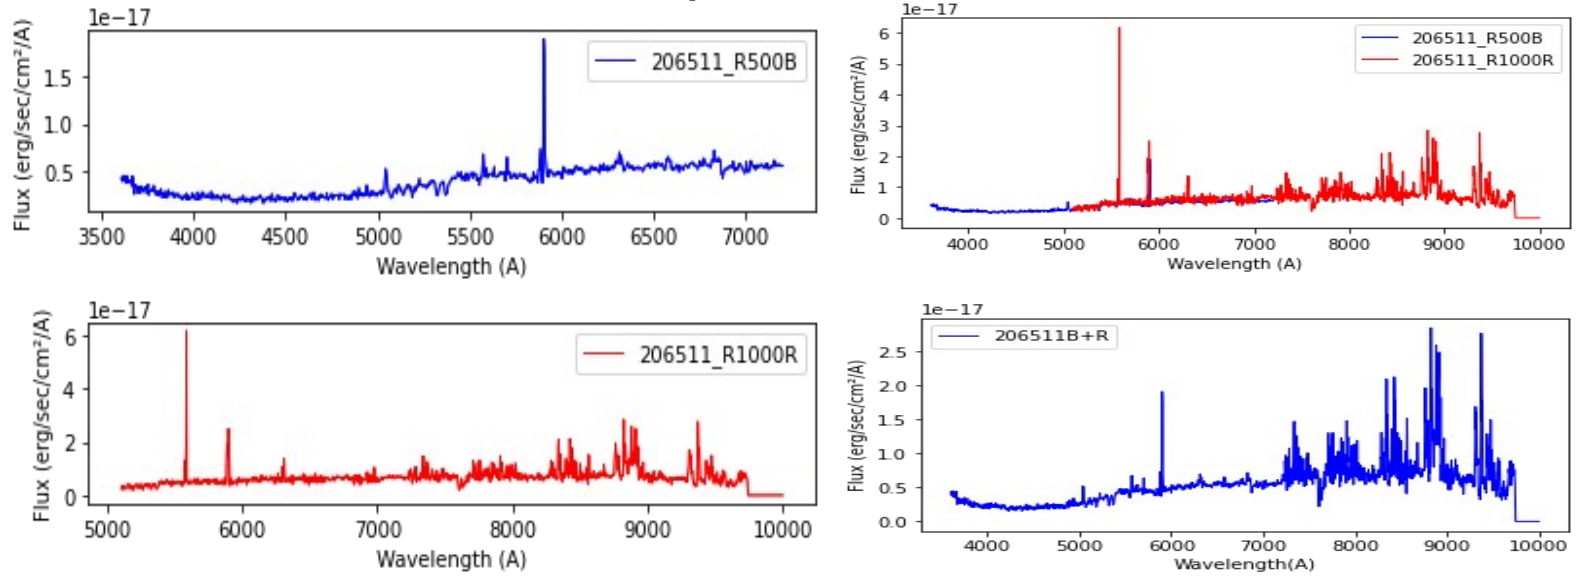 1e−17
Flux (erg/sec/cm²/A)
1.5
1.0
0.5
206511_R500B
3500 4000 4500 5000 5500 6000 6500 7000
Wavelength (A)
1e−17
Flux (erg/sec/cm²/A)
6
5
4
3
2
1
0
206511_R500B
206511_R1000R
4000 5000 6000 7000 8000 9000 10000
Wavelength (A)
1e−17
Flux (erg/sec/cm²/A)
6
4
2
0
206511_R1000R
5000 6000 7000 8000 9000 10000
Wavelength (A)
1e−17
Flux (erg/sec/cm²/A)
2.5
2.0
1.5
1.0
0.5
0.0
206511B+R
4000 5000 6000 7000 8000 9000 10000
Wavelength(A)